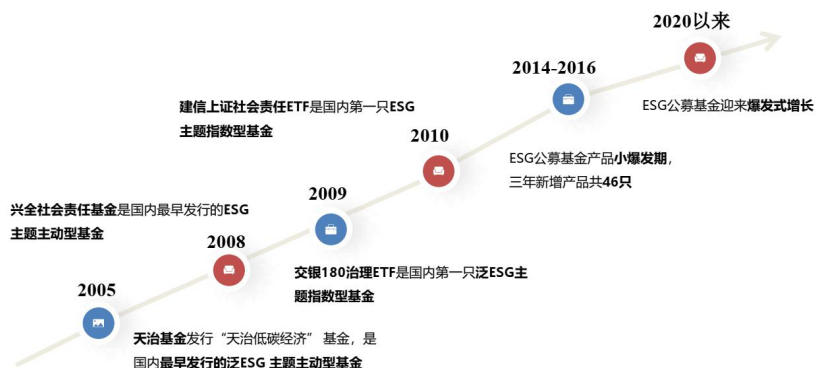 2020以来
ESG公募基金迎来爆发式增长
2014-2016
ESG公募基金产品小爆发期,
三年新增产品共46只
建信上证社会责任ETF是国内第一只ESG
主题指数型基金
2010
2009
交银180治理ETF是国内第一只泛ESG主
题指数型基金
兴全社会责任基金是国内最早发行的ESG
主题主动型基金
2008
2005
天治基金发行“天治低碳经济” 基金，是
国内最早发行的泛ESG 主题主动型基金